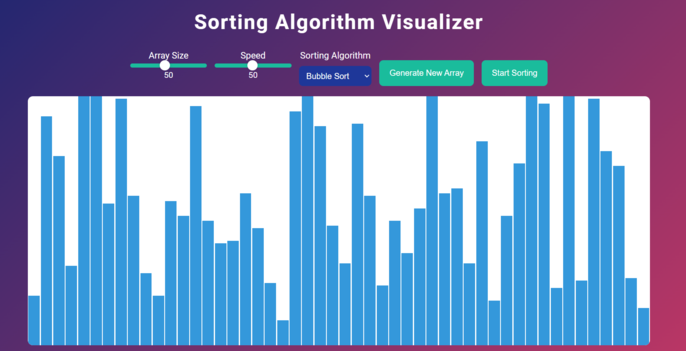 Sorting Algorithm Visualizer
Array Size
50
Speed
50
Sorting Algorithm
Bubble Sort
Generate New Array
Start Sorting